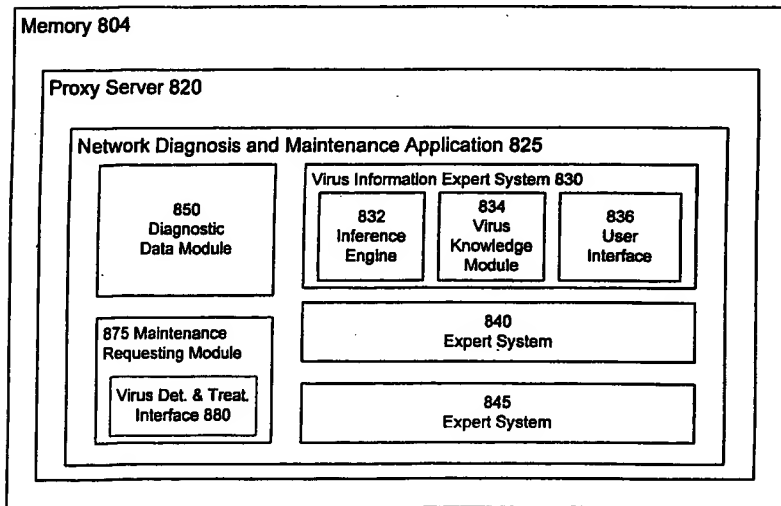 Memory 804
Proxy Server 820
Network Diagnosis and Maintenance Application 825
850
Diagnostic
Data Module
Virus Information Expert System 830
832
Inference
Engine
834
Virus
Knowledge
Module
836
User
Interface
875 Maintenance
Requesting Module
Virus Det. & Treat.
Interface 880
840
Expert System
845
Expert System